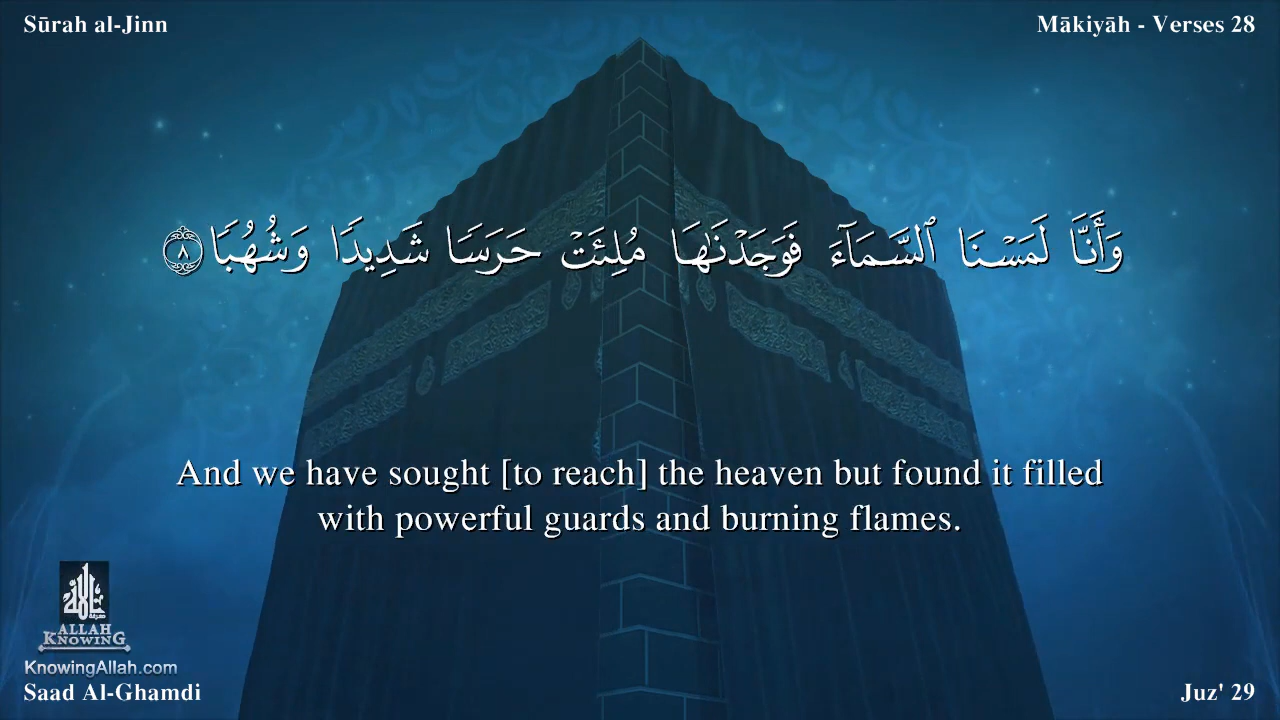 Sūrah al-Jinn
Mākiyāh - Verses 28
وَأَنَّا لَمَسْنَا ٱلسَّمَآءَ فَوَجَدْنَـٰهَا مُلِئَتْ حَرَسًا شَدِيدًا وَشُهُبًا ٨
And we have sought [to reach] the heaven but found it filled
with powerful guards and burning flames.
ALLAH
KNOWING
KnowingAllah.com
Saad Al-Ghamdi
Juz' 29